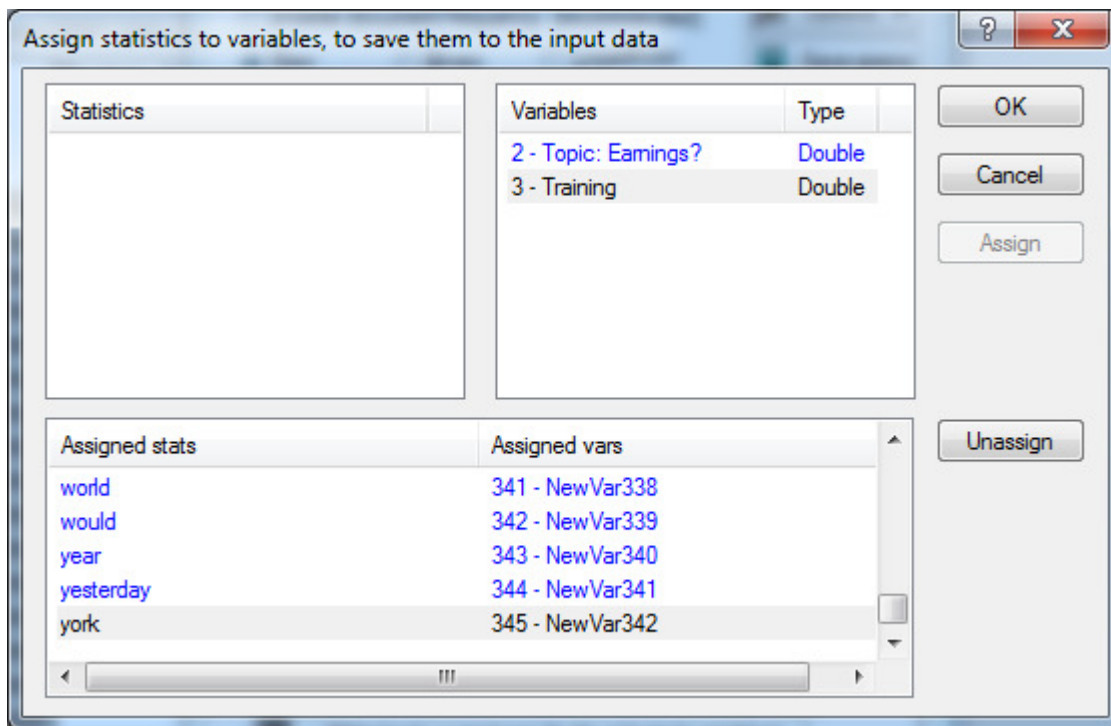 Assign statistics to variables, to save them to the input data
Statistics
Variables Type
2 - Topic: Earnings? Double
3 - Training Double
OK
Cancel
Assign
Assigned stats Assigned vars
world 341 - NewVar338
would 342 - NewVar339
year 343 - NewVar340
yesterday 344 - NewVar341
york 345 - NewVar342
Unassign